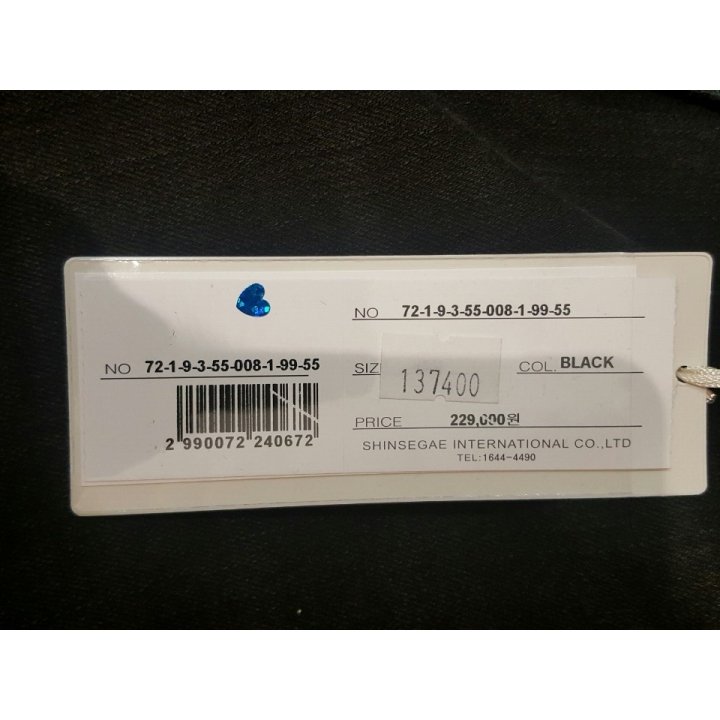 NO 72-1-9-3-55-008-1-99-55
NO 72-1-9-3-55-008-1-99-55
SIZ
137400
COL. BLACK
2 990072 240672
PRICE 229,000원
SHINSEGAE INTERNATIONAL CO.,LTD
TEL:1644-4490